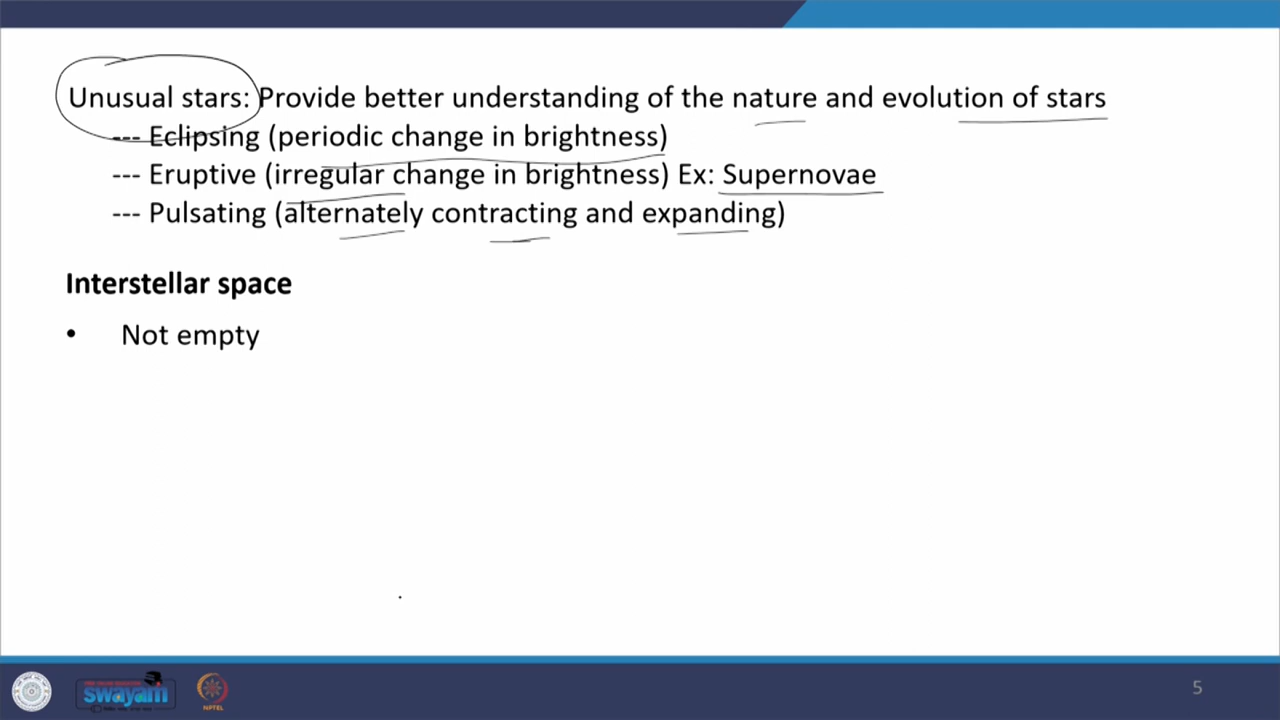 Unusual stars: Provide better understanding of the nature and evolution of stars
--- Eclipsing (periodic change in brightness)
--- Eruptive (irregular change in brightness) Ex: Supernovae
--- Pulsating (alternately contracting and expanding)
Interstellar space
• Not empty
swayam
NPTEL
5